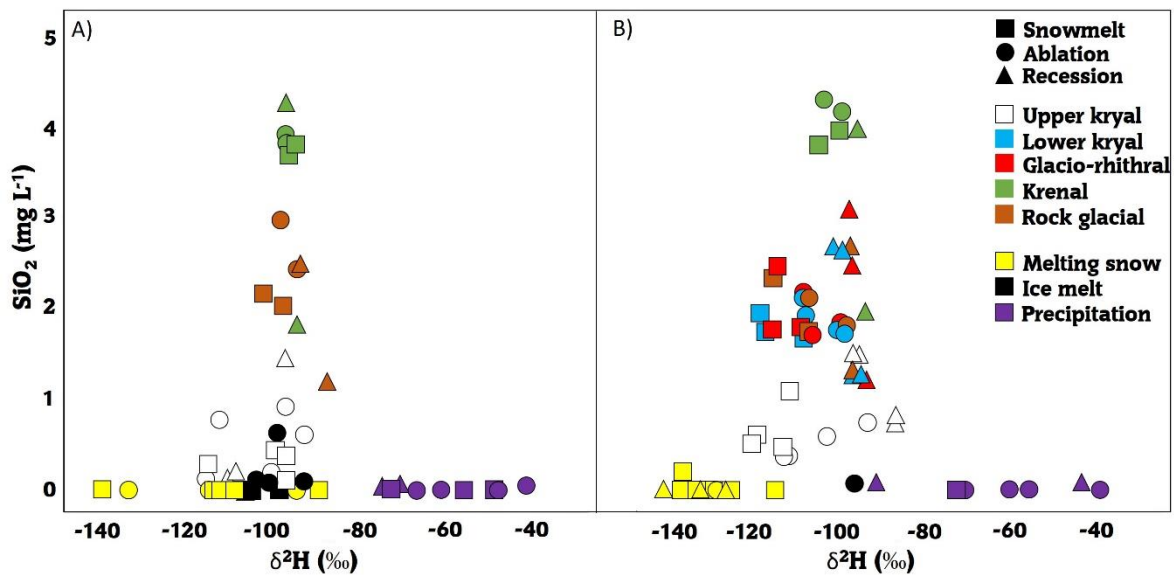 A)
B)
5
4
3
2
1
0
SiO₂ (mg L⁻¹)
-140
-120
-100
-80
-60
-40
δ²H (‰)
-140
-120
-100
-80
-60
-40
δ²H (‰)
Snowmelt
Ablation
Recession
Upper kryal
Lower kryal
Glacio-rhithral
Krenal
Rock glacial
Melting snow
Ice melt
Precipitation